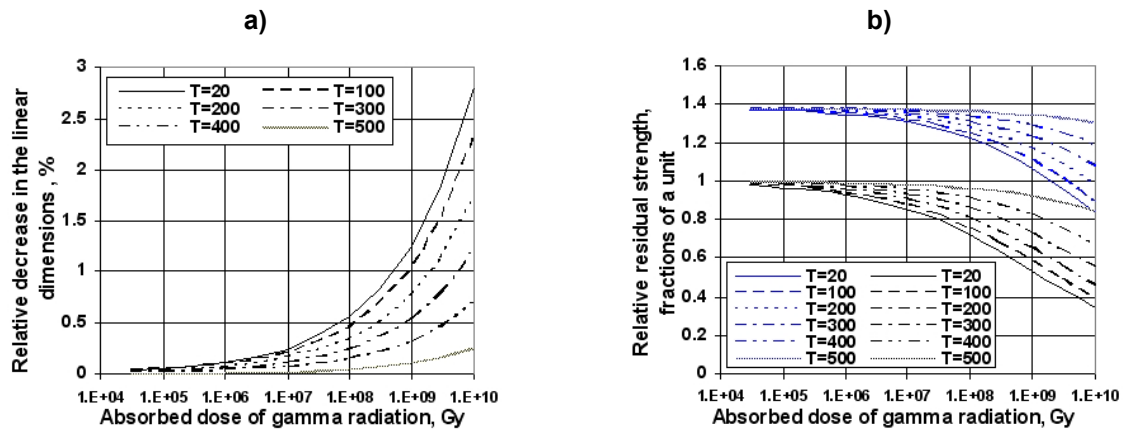 a)
Relative decrease in the linear
dimensions , %
3
2.5
2
1.5
1
0.5
0
T=20 T=100
T=200 T=300
T=400 T=500
1.E+04 1.E+05 1.E+06 1.E+07 1.E+08 1.E+09 1.E+10
Absorbed dose of gamma radiation, Gy
b)
Relative residual strength,
fractions of a unit
1.6
1.4
1.2
1
0.8
0.6
0.4
0.2
0
T=20 T=20
T=100 T=100
T=200 T=200
T=300 T=300
T=400 T=400
T=500 T=500
1.E+04 1.E+05 1.E+06 1.E+07 1.E+08 1.E+09 1.E+10
Absorbed dose of gamma radiation, Gy